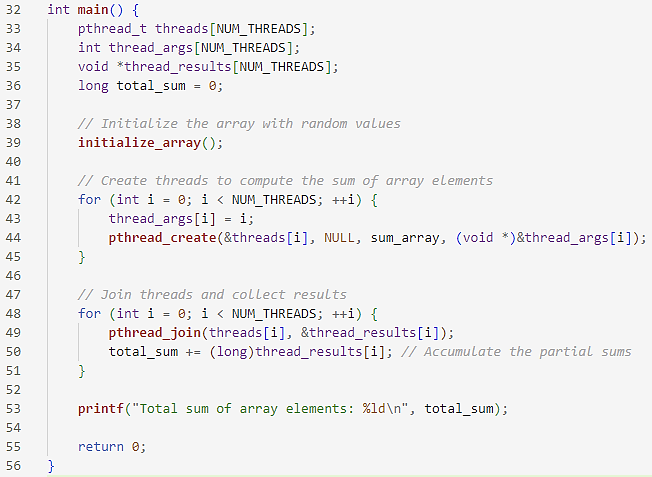 32 int main() {
33     pthread_t threads[NUM_THREADS];
34     int thread_args[NUM_THREADS];
35     void *thread_results[NUM_THREADS];
36     long total_sum = 0;
37
38     // Initialize the array with random values
39     initialize_array();
40
41     // Create threads to compute the sum of array elements
42     for (int i = 0; i < NUM_THREADS; ++i) {
43         thread_args[i] = i;
44         pthread_create(&threads[i], NULL, sum_array, (void *)&thread_args[i]);
45     }
46
47     // Join threads and collect results
48     for (int i = 0; i < NUM_THREADS; ++i) {
49         pthread_join(threads[i], &thread_results[i]);
50         total_sum += (long)thread_results[i]; // Accumulate the partial sums
51     }
52
53     printf("Total sum of array elements: %ld\n", total_sum);
54
55     return 0;
56 }